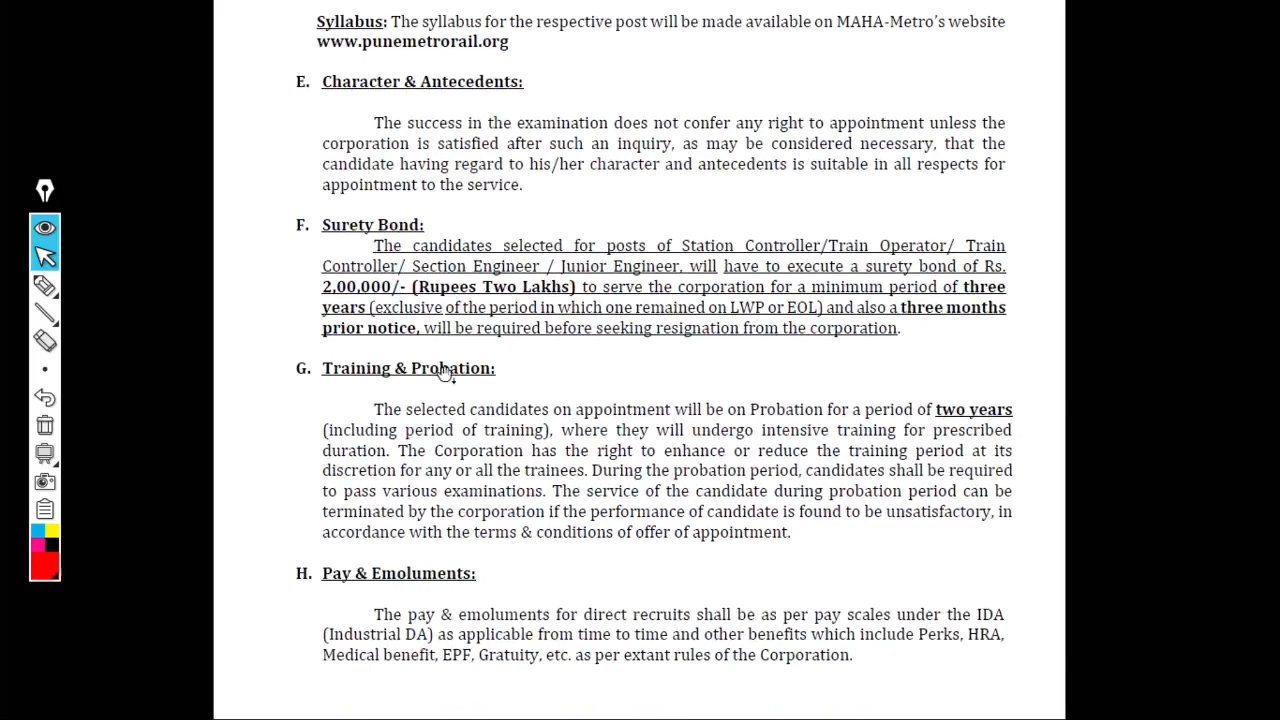 Syllabus: The syllabus for the respective post will be made available on MAHA-Metro's website
www.punemetrorail.org
E. Character & Antecedents:
The success in the examination does not confer any right to appointment unless the
corporation is satisfied after such an inquiry, as may be considered necessary, that the
candidate having regard to his/her character and antecedents is suitable in all respects for
appointment to the service.
F. Surety Bond:
The candidates selected for posts of Station Controller/Train Operator/ Train
Controller/ Section Engineer / Junior Engineer, will have to execute a surety bond of Rs.
2,00,000/- (Rupees Two Lakhs) to serve the corporation for a minimum period of three
years (exclusive of the period in which one remained on LWP or EOL) and also a three months
prior notice, will be required before seeking resignation from the corporation.
G. Training & Probation:
The selected candidates on appointment will be on Probation for a period of two years
(including period of training), where they will undergo intensive training for prescribed
duration. The Corporation has the right to enhance or reduce the training period at its
discretion for any or all the trainees. During the probation period, candidates shall be required
to pass various examinations. The service of the candidate during probation period can be
terminated by the corporation if the performance of candidate is found to be unsatisfactory, in
accordance with the terms & conditions of offer of appointment.
H. Pay & Emoluments:
The pay & emoluments for direct recruits shall be as per pay scales under the IDA
(Industrial DA) as applicable from time to time and other benefits which include Perks, HRA,
Medical benefit, EPF, Gratuity, etc. as per extant rules of the Corporation.